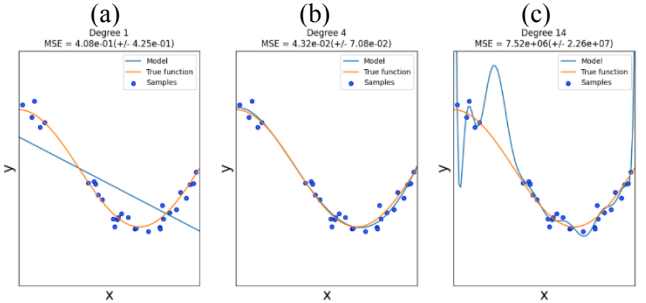 (a)
Degree 1
MSE = 4.08e-01(+/- 4.25e-01)
Model
True function
Samples
y
x
(b)
Degree 4
MSE = 4.32e-02(+/- 7.08e-02)
Model
True function
Samples
y
x
(c)
Degree 14
MSE = 7.52e+06(+/- 2.26e+07)
Model
True function
Samples
y
x